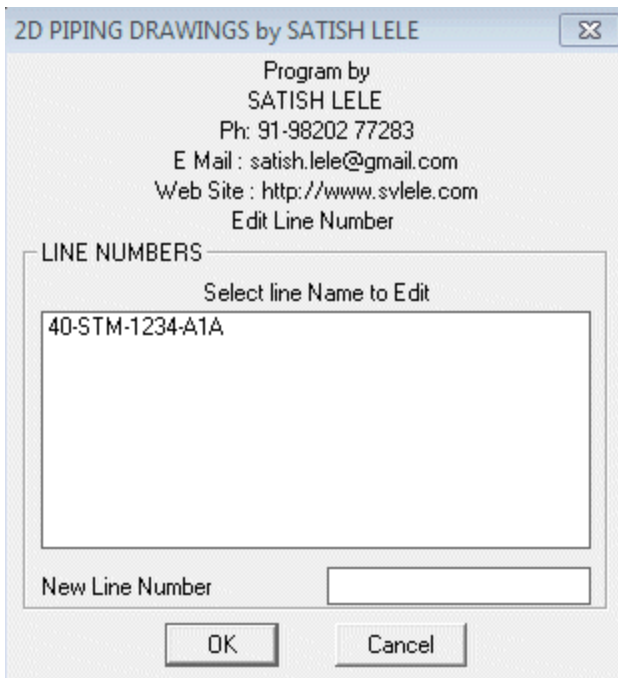 2D PIPING DRAWINGS by SATISH LELE
Program by
SATISH LELE
Ph: 91-98202 77283
E Mail : satish.lele@gmail.com
Web Site : http://www.svlele.com
Edit Line Number
LINE NUMBERS
Select line Name to Edit
40-STM-1234-A1A
New Line Number
OK Cancel